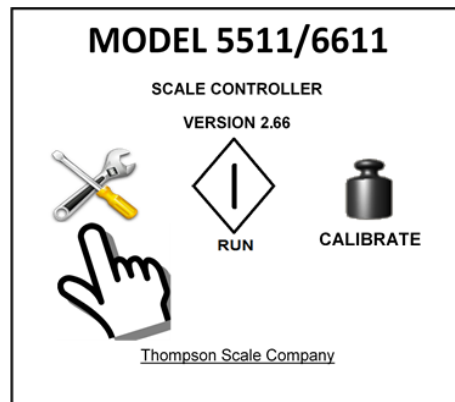 MODEL 5511/6611
SCALE CONTROLLER
VERSION 2.66
RUN
CALIBRATE
Thompson Scale Company